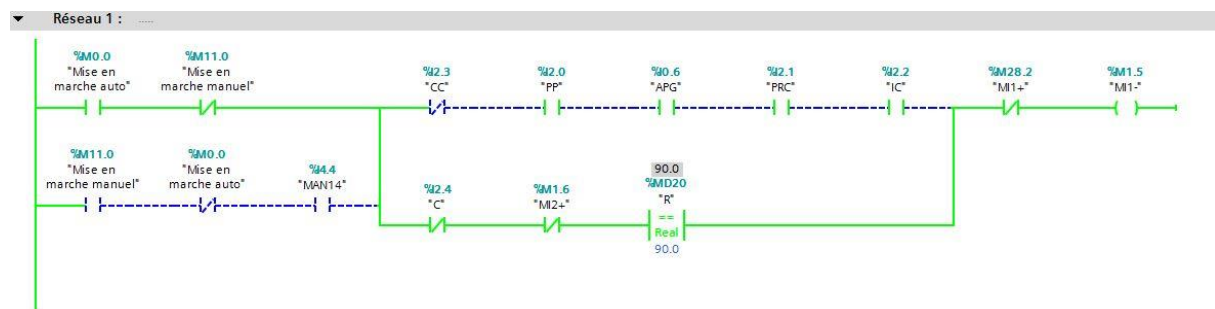 Réseau 1 : .....
%M0.0
"Mise en
marche auto"
%M11.0
"Mise en
marche manuel"
%I2.3
"CC"
%I2.0
"PP"
%I0.6
"APG"
%I2.1
"PRC"
%I2.2
"IC"
%M28.2
"MI1+"
%M1.5
"MI1-"
%M11.0
"Mise en
marche manuel"
%M0.0
"Mise en
marche auto"
%I4.4
"MAN14"
%I2.4
"C"
%M1.6
"MI2+"
90.0
%MD20
"R"
==
Real
90.0